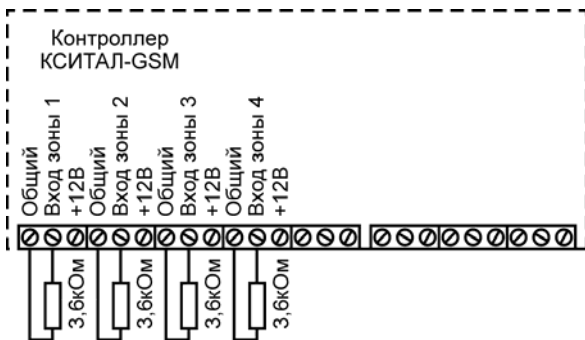 Контроллер
КСИТАЛ-GSM
Общий
Вход зоны 1
+12В
Общий
Вход зоны 2
+12В
Общий
Вход зоны 3
+12В
Общий
Вход зоны 4
+12В
3,6кОм
3,6кОм
3,6кОм
3,6кОм